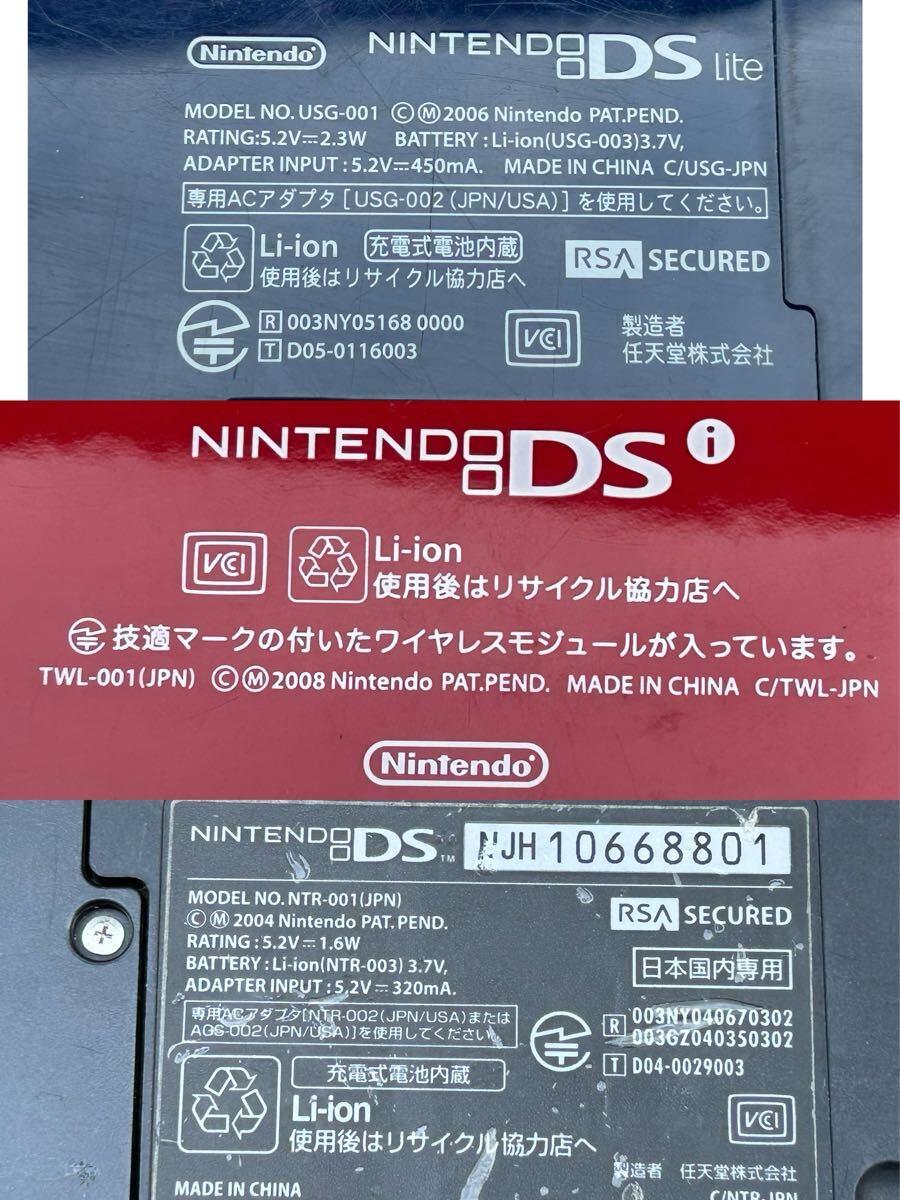 Nintendo NINTENDO DS Lite
MODEL NO. USG-001 ⒸⓂ2006 Nintendo PAT.PEND.
RATING:5.2V⎓2.3W BATTERY : Li-ion(USG-003)3.7V,
ADAPTER INPUT : 5.2V⎓450mA. MADE IN CHINA C/USG-JPN
専用ACアダプタ [USG-002 (JPN/USA)] を使用してください。
Li-ion 充電式電池内蔵
使用後はリサイクル協力店へ
RSA SECURED
R 003NY05168 0000
T D05-0116003
VCCI
製造者
任天堂株式会社
NINTENDO DSi
VCCI
Li-ion
使用後はリサイクル協力店へ
技適マークの付いたワイヤレスモジュールが入っています。
TWL-001(JPN) ⒸⓂ2008 Nintendo PAT.PEND. MADE IN CHINA C/TWL-JPN
Nintendo
NINTENDO DS™ NJH10668801
MODEL NO. NTR-001(JPN)
ⒸⓂ 2004 Nintendo PAT.PEND.
RATING : 5.2V⎓1.6W
BATTERY : Li-ion(NTR-003) 3.7V,
ADAPTER INPUT : 5.2V⎓320mA.
RSA SECURED
日本国内専用
専用ACアダプタ[NTR-002(JPN/USA)または
AGS-002(JPN/USA)]を使用してください。
R 003NY040670302
003GZ040350302
T D04-0029003
充電式電池内蔵
Li-ion
使用後はリサイクル協力店へ
VCCI
製造者 任天堂株式会社
MADE IN CHINA C/NTR-JPN